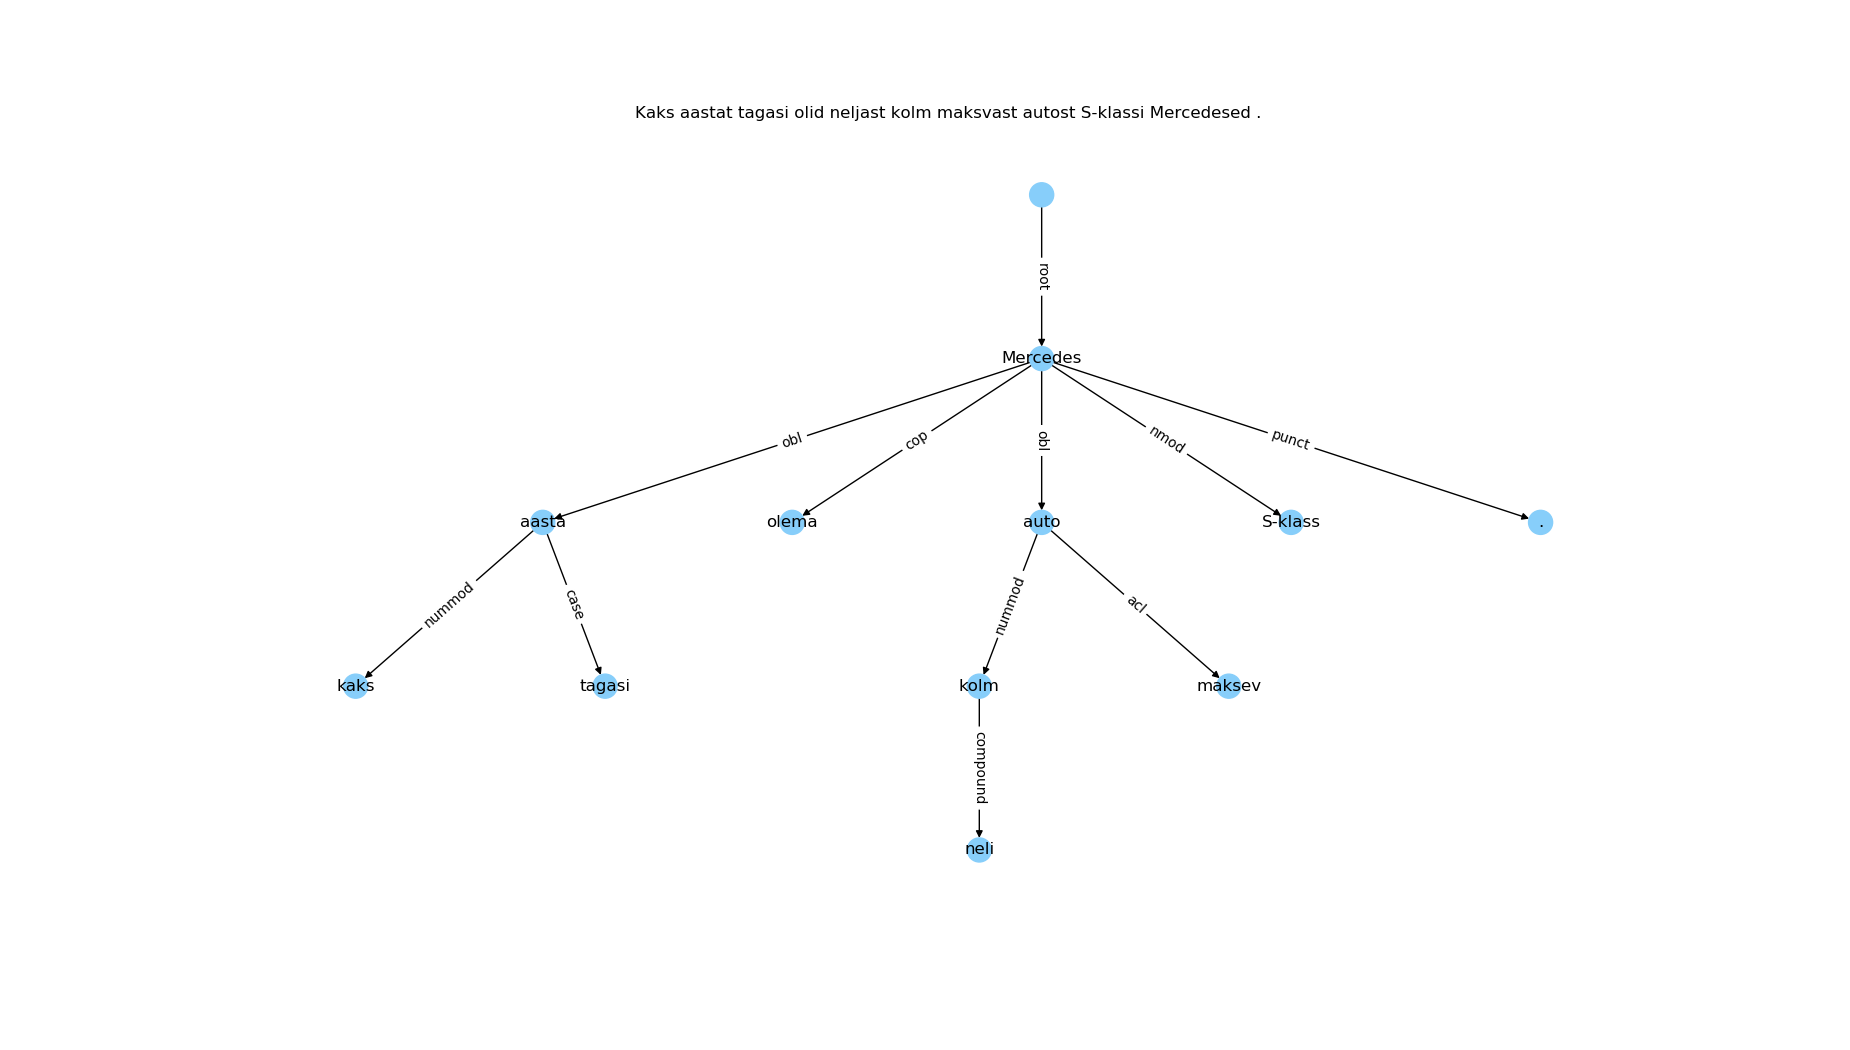 Kaks aastat tagasi olid neljast kolm maksvast autost S-klassi Mercedesed .
root
Mercedes
obl
cop
obl
nmod
punct
aasta
olema
auto
S-klass
.
nummod
case
nummod
acl
kaks
tagasi
kolm
maksev
compound
neli